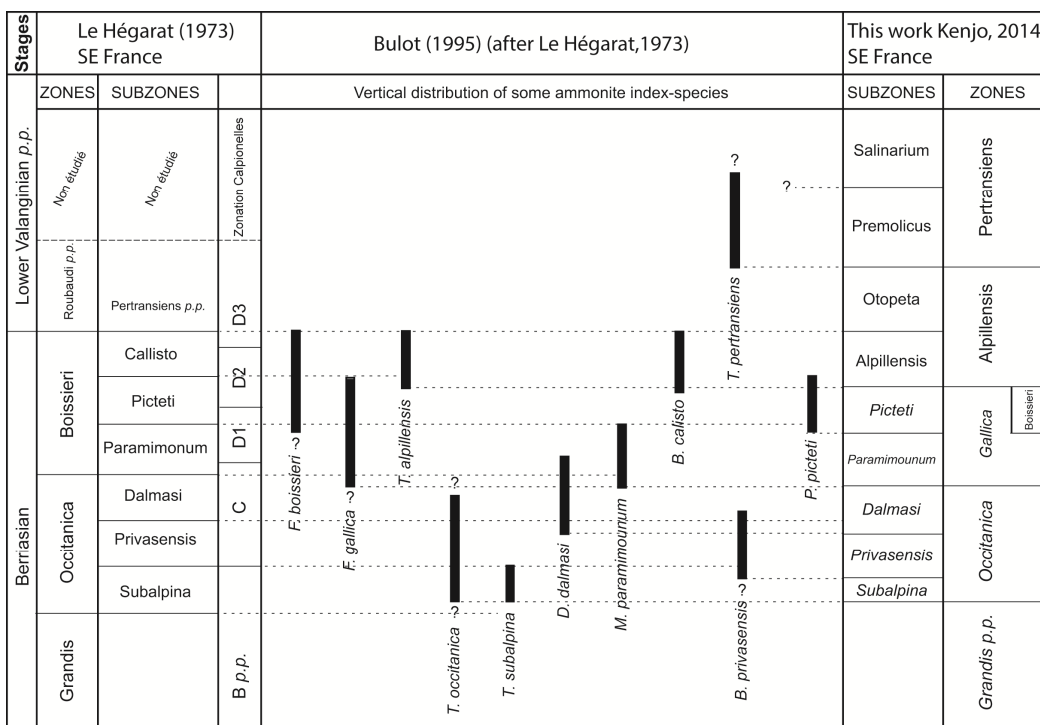 Stages
Le Hégarat (1973)
SE France
Bulot (1995) (after Le Hégarat,1973)
This work Kenjo, 2014
SE France
ZONES
SUBZONES
Vertical distribution of some ammonite index-species
SUBZONES
ZONES
Lower Valanginian p.p.
Berriasian
Non étudié
Roubaudi p.p.
Boissieri
Occitanica
Grandis
Non étudié
Pertransiens p.p.
Callisto
Picteti
Paramimonum
Dalmasi
Privasensis
Subalpina
Zonation Calpionelles
D3
D2
D1
C
B p.p.
F. boissieri ?
F. gallica ?
T. alpillensis
?
T. occitanica ?
T. subalpina
D. dalmasi
M. paramimounum
B. calisto
?
T. pertransiens
B. privasensis ?
?
P. picteti
Salinarium
Premolicus
Otopeta
Alpillensis
Picteti
Paramimounum
Dalmasi
Privasensis
Subalpina
Pertransiens
Alpillensis
Gallica
Boissieri
Occitanica
Grandis p.p.